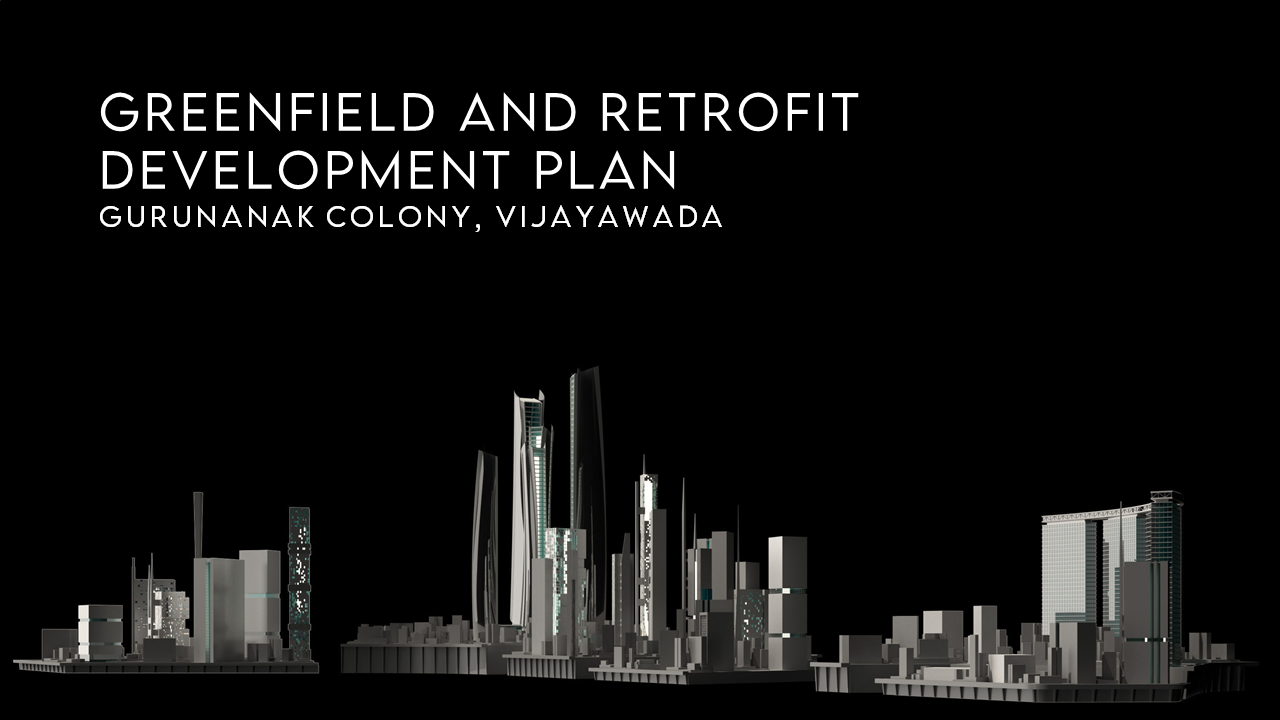 GREENFIELD AND RETROFIT
DEVELOPMENT PLAN
GURUNANAK COLONY, VIJAYAWADA